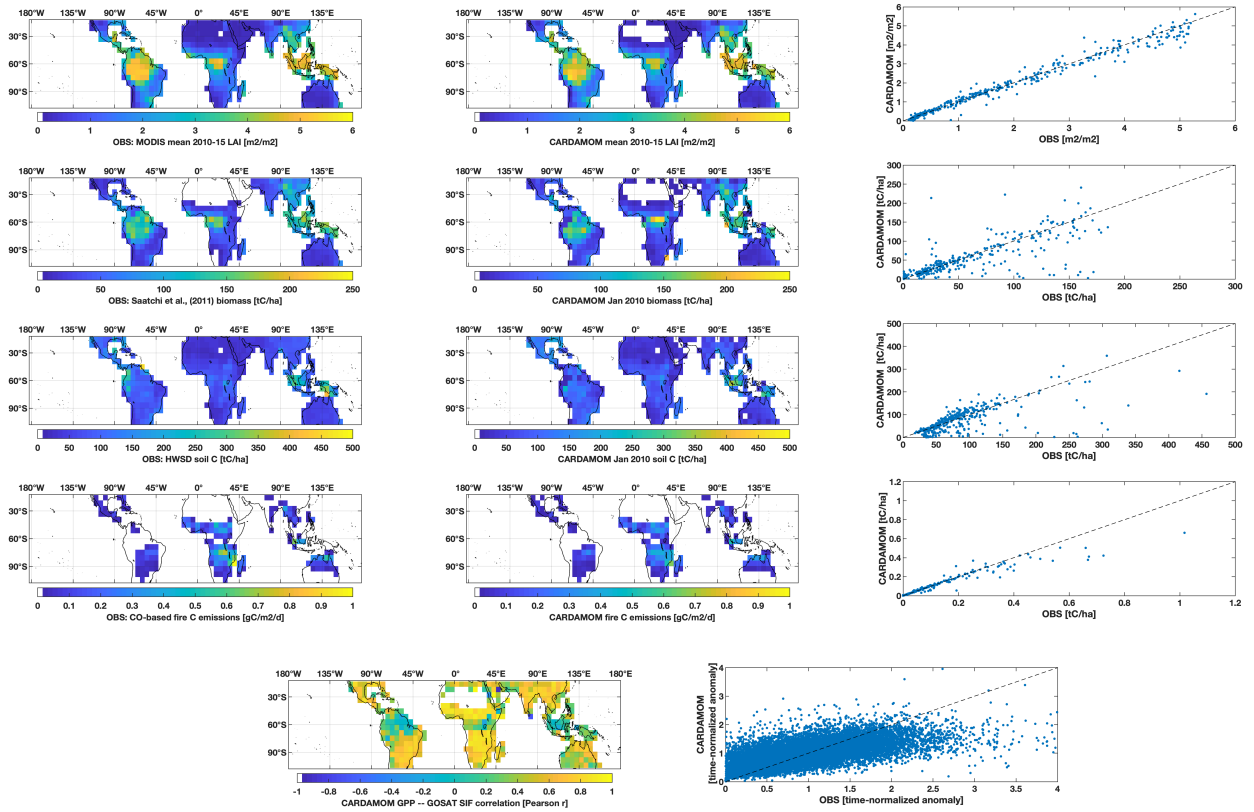 180°W 135°W 90°W 45°W 0° 45°E 90°E 135°E
30°S
60°S
90°S
0 1 2 3 4 5 6
OBS: MODIS mean 2010-15 LAI [m2/m2]
180°W 135°W 90°W 45°W 0° 45°E 90°E 135°E
30°S
60°S
90°S
0 1 2 3 4 5 6
CARDAMOM mean 2010-15 LAI [m2/m2]
CARDAMOM [m2/m2]
6
5
4
3
2
1
0
0 1 2 3 4 5 6
OBS [m2/m2]
180°W 135°W 90°W 45°W 0° 45°E 90°E 135°E
30°S
60°S
90°S
0 50 100 150 200 250
OBS: Saatchi et al., (2011) biomass [tC/ha]
180°W 135°W 90°W 45°W 0° 45°E 90°E 135°E
30°S
60°S
90°S
0 50 100 150 200 250
CARDAMOM Jan 2010 biomass [tC/ha]
CARDAMOM [tC/ha]
300
250
200
150
100
50
0
0 50 100 150 200 250 300
OBS [tC/ha]
180°W 135°W 90°W 45°W 0° 45°E 90°E 135°E
30°S
60°S
90°S
0 50 100 150 200 250 300 350 400 450 500
OBS: HWSD soil C [tC/ha]
180°W 135°W 90°W 45°W 0° 45°E 90°E 135°E
30°S
60°S
90°S
0 50 100 150 200 250 300 350 400 450 500
CARDAMOM Jan 2010 soil C [tC/ha]
CARDAMOM [tC/ha]
500
400
300
200
100
0
0 50 100 150 200 250 300 350 400 450 500
OBS [tC/ha]
180°W 135°W 90°W 45°W 0° 45°E 90°E 135°E
30°S
60°S
90°S
0 0.1 0.2 0.3 0.4 0.5 0.6 0.7 0.8 0.9 1
OBS: CO-based fire C emissions [gC/m2/d]
180°W 135°W 90°W 45°W 0° 45°E 90°E 135°E
30°S
60°S
90°S
0 0.1 0.2 0.3 0.4 0.5 0.6 0.7 0.8 0.9 1
CARDAMOM fire C emissions [gC/m2/d]
CARDAMOM [tC/ha]
1.2
1
0.8
0.6
0.4
0.2
0
0 0.2 0.4 0.6 0.8 1 1.2
OBS [tC/ha]
180°W 135°W 90°W 45°W 0° 45°E 90°E 135°E 180°E
30°S
60°S
90°S
-1 -0.8 -0.6 -0.4 -0.2 0 0.2 0.4 0.6 0.8 1
CARDAMOM GPP -- GOSAT SIF correlation [Pearson r]
CARDAMOM
[time-normalized anomaly]
4
3
2
1
0
0 0.5 1 1.5 2 2.5 3 3.5 4
OBS [time-normalized anomaly]